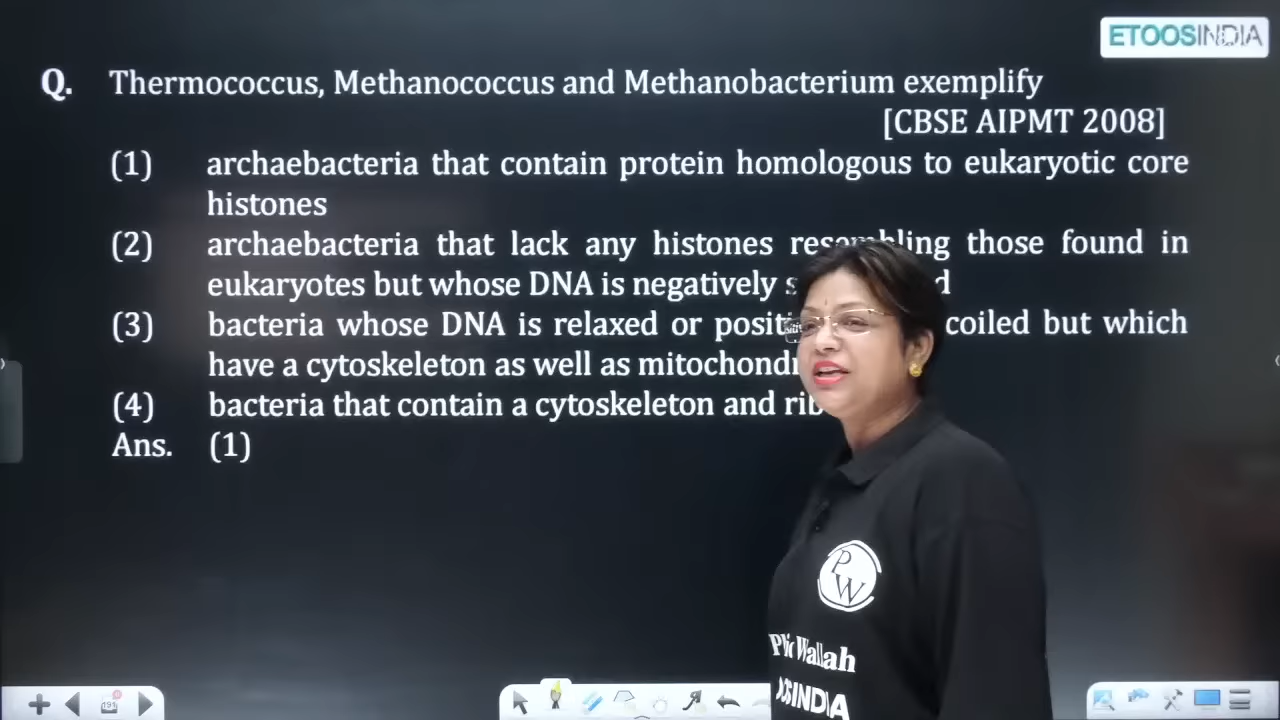 ETOOSINDIA
Q. Thermococcus, Methanococcus and Methanobacterium exemplify
[CBSE AIPMT 2008]
(1) archaebacteria that contain protein homologous to eukaryotic core
histones
(2) archaebacteria that lack any histones resembling those found in
eukaryotes but whose DNA is negatively
(3) bacteria whose DNA is relaxed or coiled but which
have a cytoskeleton as well as
(4) bacteria that contain a cytoskeleton and
Ans. (1)
PW
Wallah
191